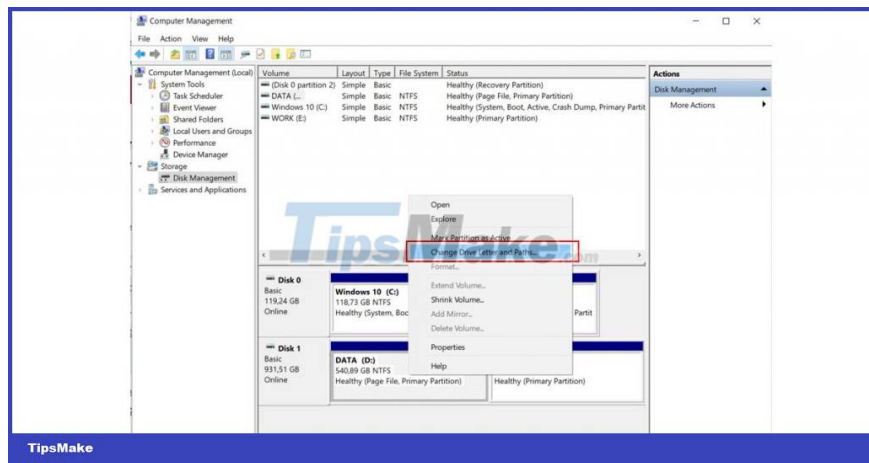 Computer Management
File Action View Help
Computer Management (Local)
System Tools
Task Scheduler
Event Viewer
Shared Folders
Local Users and Groups
Performance
Device Manager
Storage
Disk Management
Services and Applications
Volume Layout Type File System Status
(Disk 0 partition 2) Simple Basic Healthy (Recovery Partition)
DATA (... Simple Basic NTFS Healthy (Page File, Primary Partition)
Windows 10 (C:) Simple Basic NTFS Healthy (System, Boot, Active, Crash Dump, Primary Partit
WORK (E:) Simple Basic NTFS Healthy (Primary Partition)
Actions
Disk Management
More Actions
Open
Explore
Mark Partition as Active
Change Drive Letter and Paths...
Format...
Extend Volume...
Shrink Volume...
Add Mirror...
Delete Volume...
Properties
Help
TipsMake.com
Disk 0
Basic
119,24 GB
Online
Windows 10 (C:)
118,73 GB NTFS
Healthy (System, Boo
Partit
Disk 1
Basic
931,51 GB
Online
DATA (D:)
540,89 GB NTFS
Healthy (Page File, Primary Partition)
Healthy (Primary Partition)
TipsMake